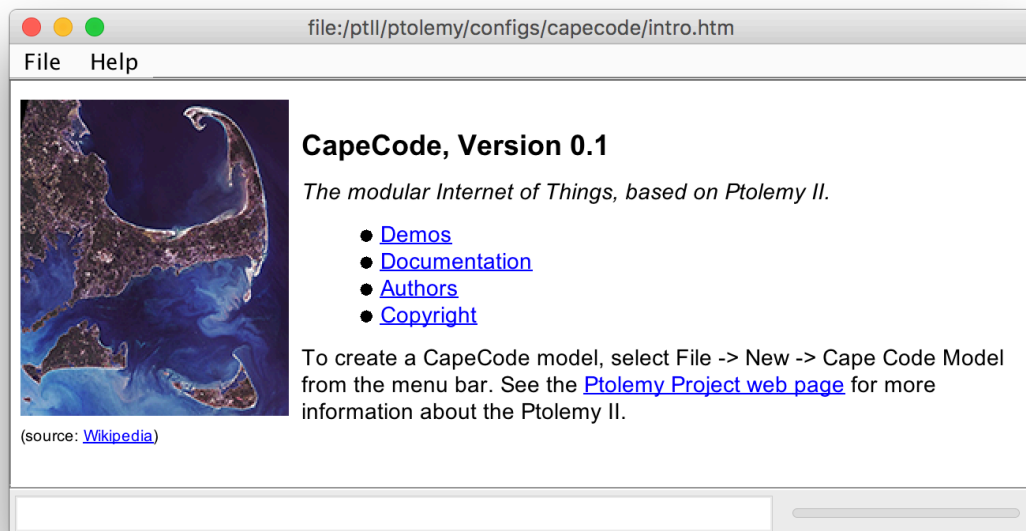 file:/ptII/ptolemy/configs/capecode/intro.htm
File Help
CapeCode, Version 0.1
The modular Internet of Things, based on Ptolemy II.
Demos
Documentation
Authors
Copyright
To create a CapeCode model, select File -> New -> Cape Code Model
from the menu bar. See the Ptolemy Project web page for more
information about the Ptolemy II.
(source: Wikipedia)